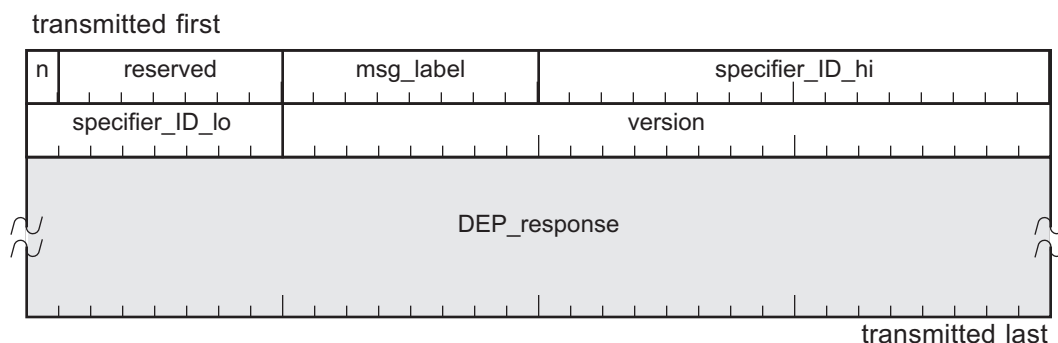 transmitted first
n reserved msg_label specifier_ID_hi
specifier_ID_lo version
DEP_response
transmitted last